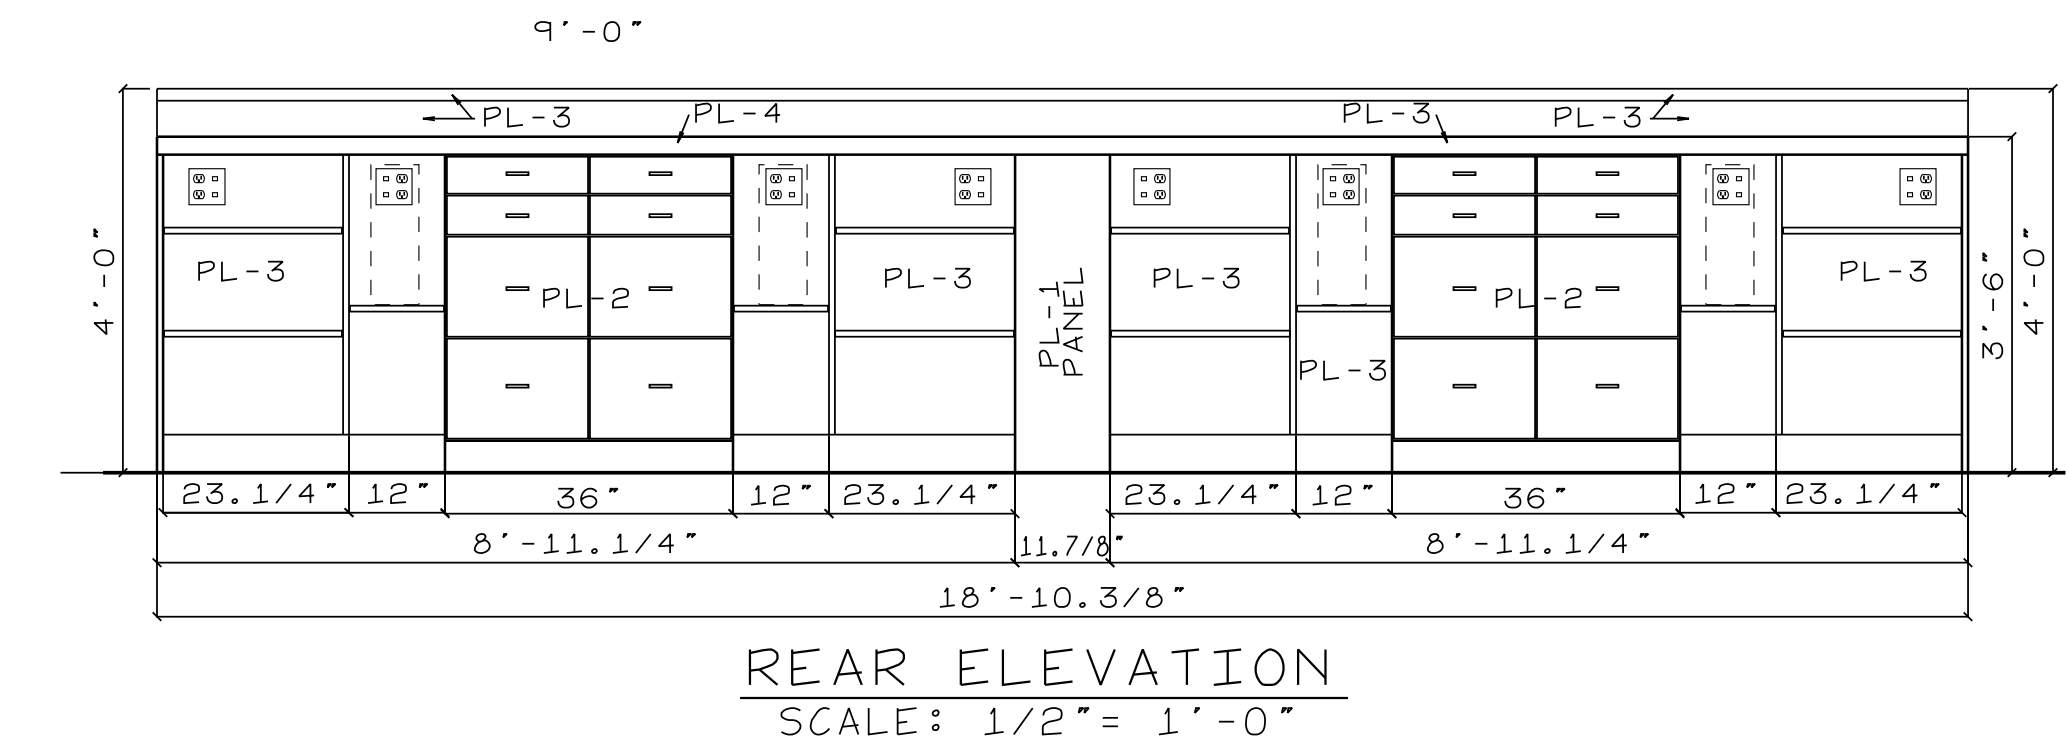 9'-0"
PL-3 PL-4 PL-3 PL-3
PL-3 PL-2 PL-3 PL-1 PANEL PL-3 PL-2 PL-3
PL-3
4'-0" 3'-6" 4'-0"
23.1/4" 12" 36" 12" 23.1/4" 23.1/4" 12" 36" 12" 23.1/4"
8'-11.1/4" 11.7/8" 8'-11.1/4"
18'-10.3/8"
REAR ELEVATION
SCALE: 1/2"= 1'-0"